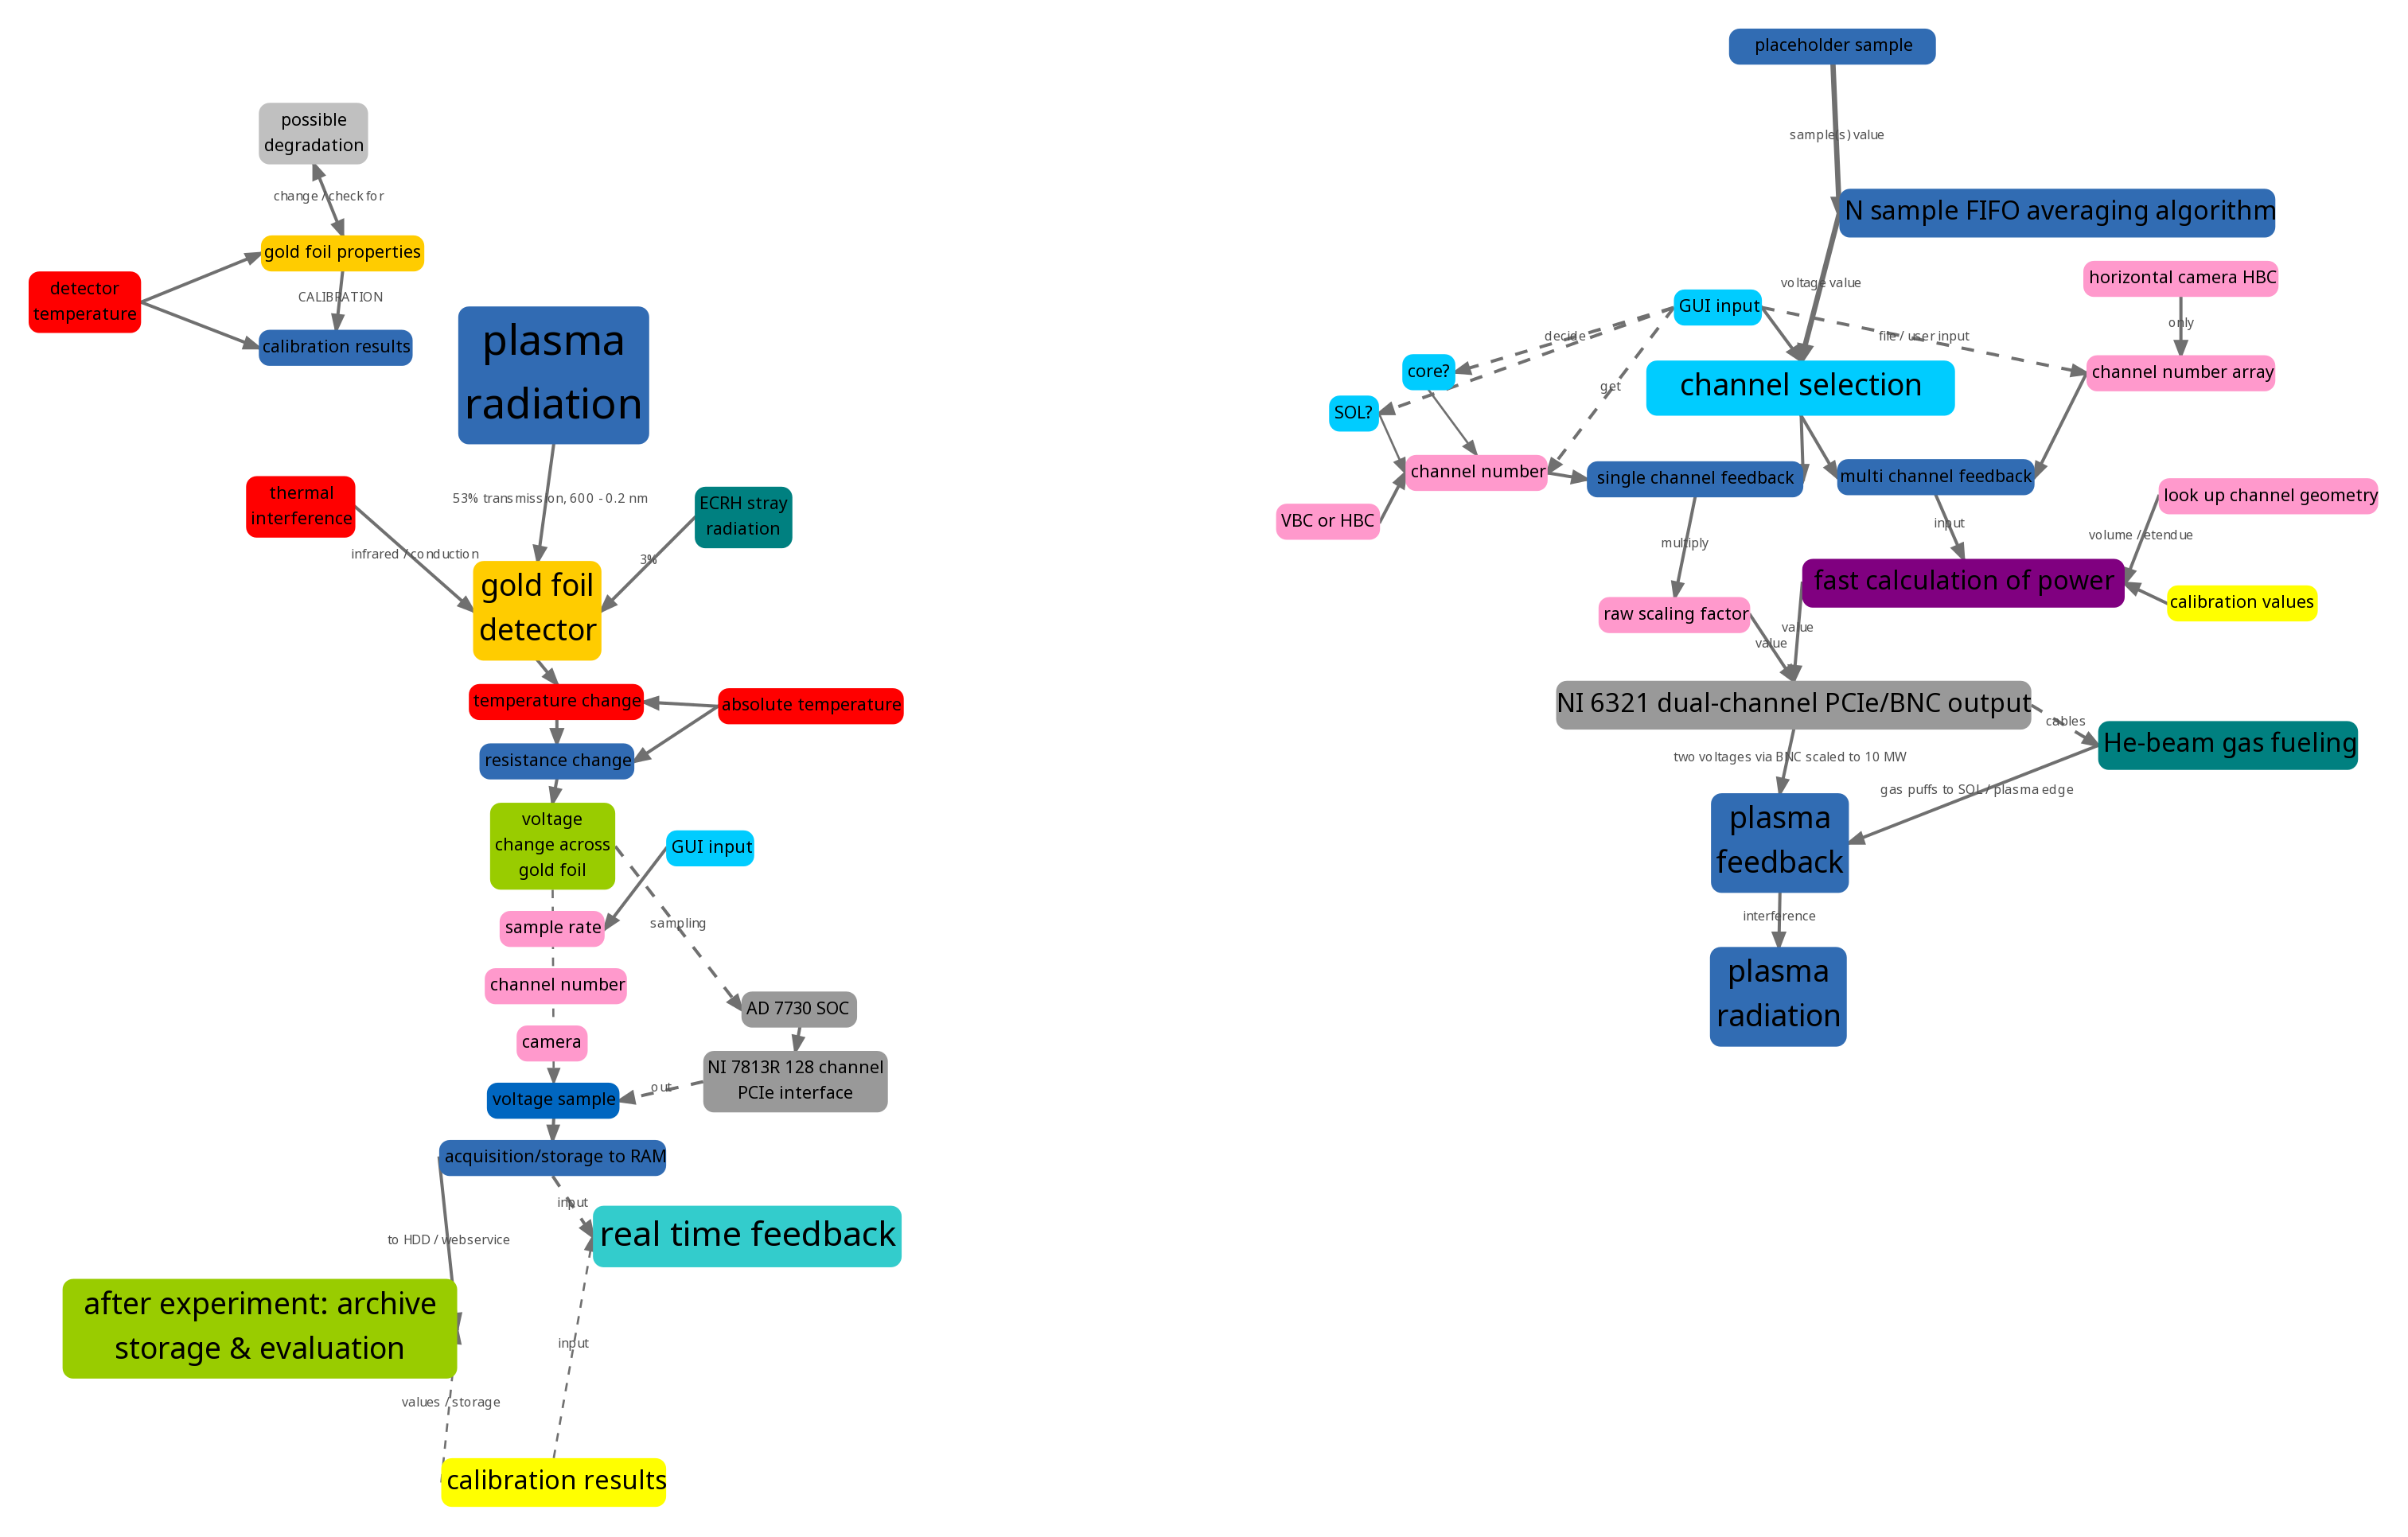 possible
degradation
change / check for
gold foil properties
detector
temperature
CALIBRATION
calibration results
plasma
radiation
thermal
interference
53% transmission, 600 - 0.2 nm
ECRH stray
radiation
infrared / conduction
3%
gold foil
detector
temperature change
absolute temperature
resistance change
voltage
change across
gold foil
GUI input
sample rate
sampling
channel number
AD 7730 SOC
camera
NI 7813R 128 channel
PCIe interface
out
voltage sample
acquisition/storage to RAM
input
real time feedback
to HDD / webservice
after experiment: archive
storage & evaluation
input
values / storage
calibration results
placeholder sample
sample(s) value
N sample FIFO averaging algorithm
voltage value
horizontal camera HBC
GUI input
only
decide
file / user input
core?
channel selection
channel number array
get
SOL?
channel number
single channel feedback
multi channel feedback
look up channel geometry
VBC or HBC
input
volume / etendue
multiply
fast calculation of power
calibration values
raw scaling factor
value
value
NI 6321 dual-channel PCIe/BNC output
cables
He-beam gas fueling
two voltages via BNC scaled to 10 MW
gas puffs to SOL / plasma edge
plasma
feedback
interference
plasma
radiation